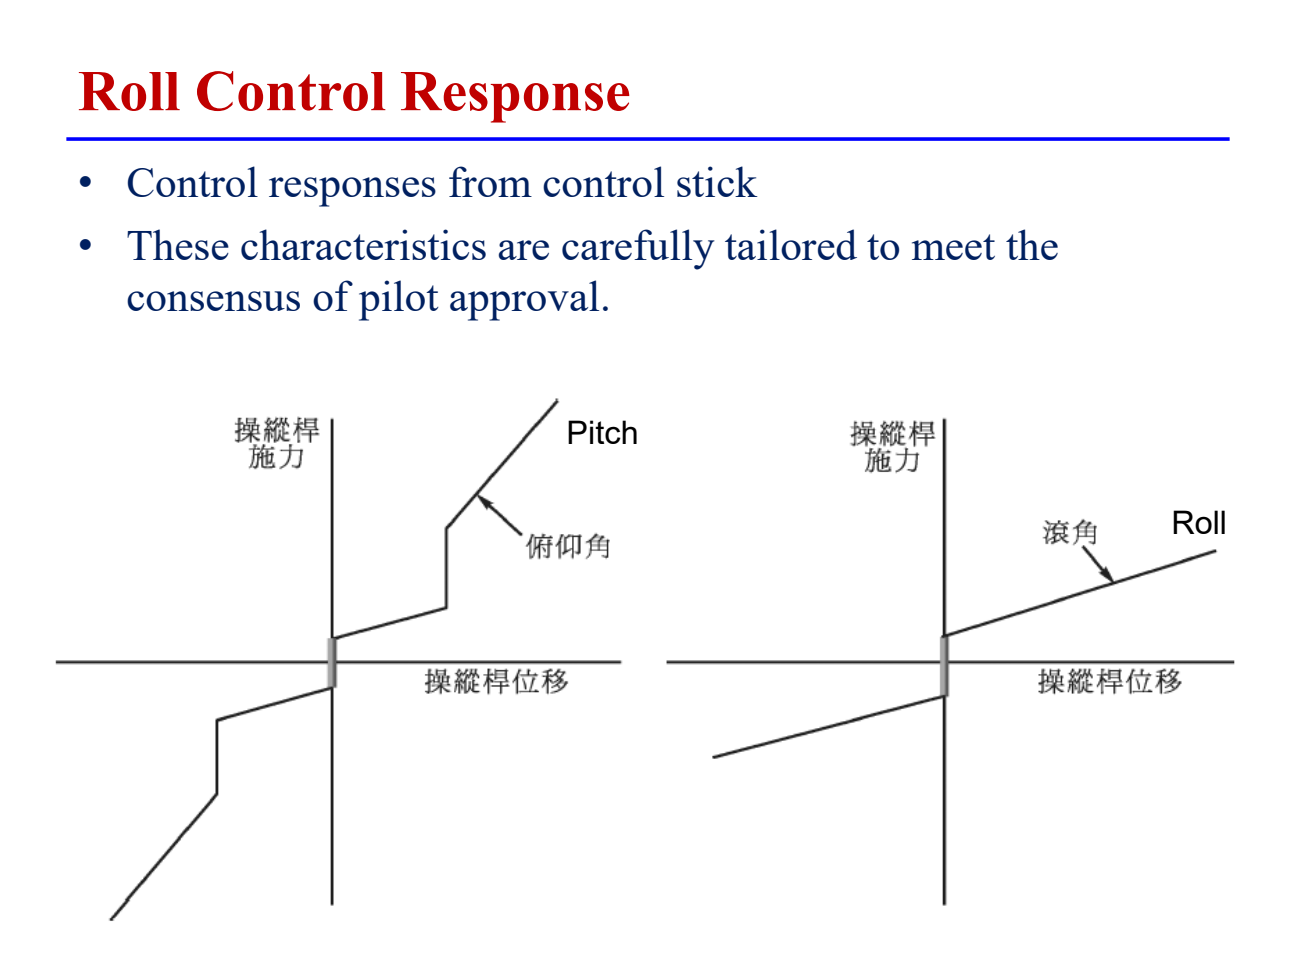 Roll Control Response
• Control responses from control stick
• These characteristics are carefully tailored to meet the
consensus of pilot approval.
操縱桿
施力
Pitch
俯仰角
操縱桿位移
操縱桿
施力
滾角
Roll
操縱桿位移